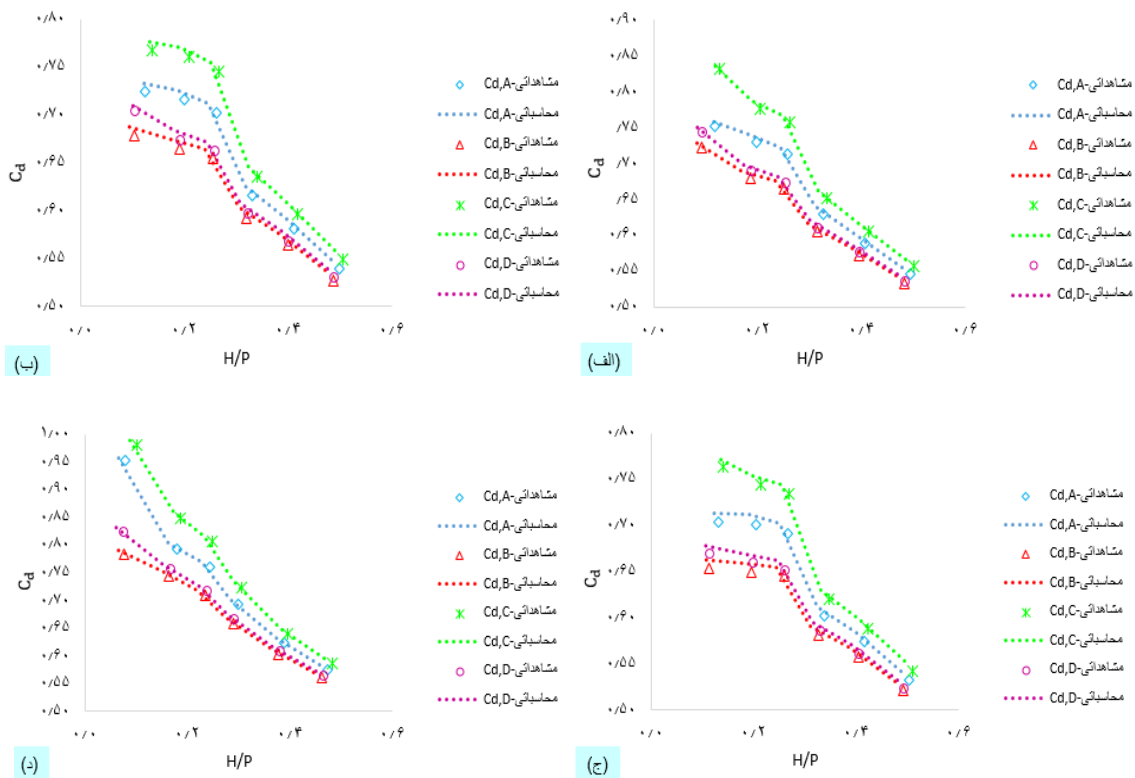 ۰/۹۰
۰/۸۵
۰/۸۰
۰/۷۵
۰/۷۰
۰/۶۵
۰/۶۰
۰/۵۵
۰/۵۰
Cd
۰/۰
۰/۲
۰/۴
۰/۶
H/P
Cd,A-مشاهداتی
Cd,A-محاسباتی
Cd,B-مشاهداتی
Cd,B-محاسباتی
Cd,C-مشاهداتی
Cd,C-محاسباتی
Cd,D-مشاهداتی
Cd,D-محاسباتی
(الف)
۰/۸۰
۰/۷۵
۰/۷۰
۰/۶۵
۰/۶۰
۰/۵۵
۰/۵۰
Cd
۰/۰
۰/۲
۰/۴
۰/۶
H/P
Cd,A-مشاهداتی
Cd,A-محاسباتی
Cd,B-مشاهداتی
Cd,B-محاسباتی
Cd,C-مشاهداتی
Cd,C-محاسباتی
Cd,D-مشاهداتی
Cd,D-محاسباتی
(ب)
۰/۸۰
۰/۷۵
۰/۷۰
۰/۶۵
۰/۶۰
۰/۵۵
۰/۵۰
Cd
۰/۰
۰/۲
۰/۴
۰/۶
H/P
Cd,A-مشاهداتی
Cd,A-محاسباتی
Cd,B-مشاهداتی
Cd,B-محاسباتی
Cd,C-مشاهداتی
Cd,C-محاسباتی
Cd,D-مشاهداتی
Cd,D-محاسباتی
(ج)
۱/۰۰
۰/۹۵
۰/۹۰
۰/۸۵
۰/۸۰
۰/۷۵
۰/۷۰
۰/۶۵
۰/۶۰
۰/۵۵
۰/۵۰
Cd
۰/۰
۰/۲
۰/۴
۰/۶
H/P
Cd,A-مشاهداتی
Cd,A-محاسباتی
Cd,B-مشاهداتی
Cd,B-محاسباتی
Cd,C-مشاهداتی
Cd,C-محاسباتی
Cd,D-مشاهداتی
Cd,D-محاسباتی
(د)